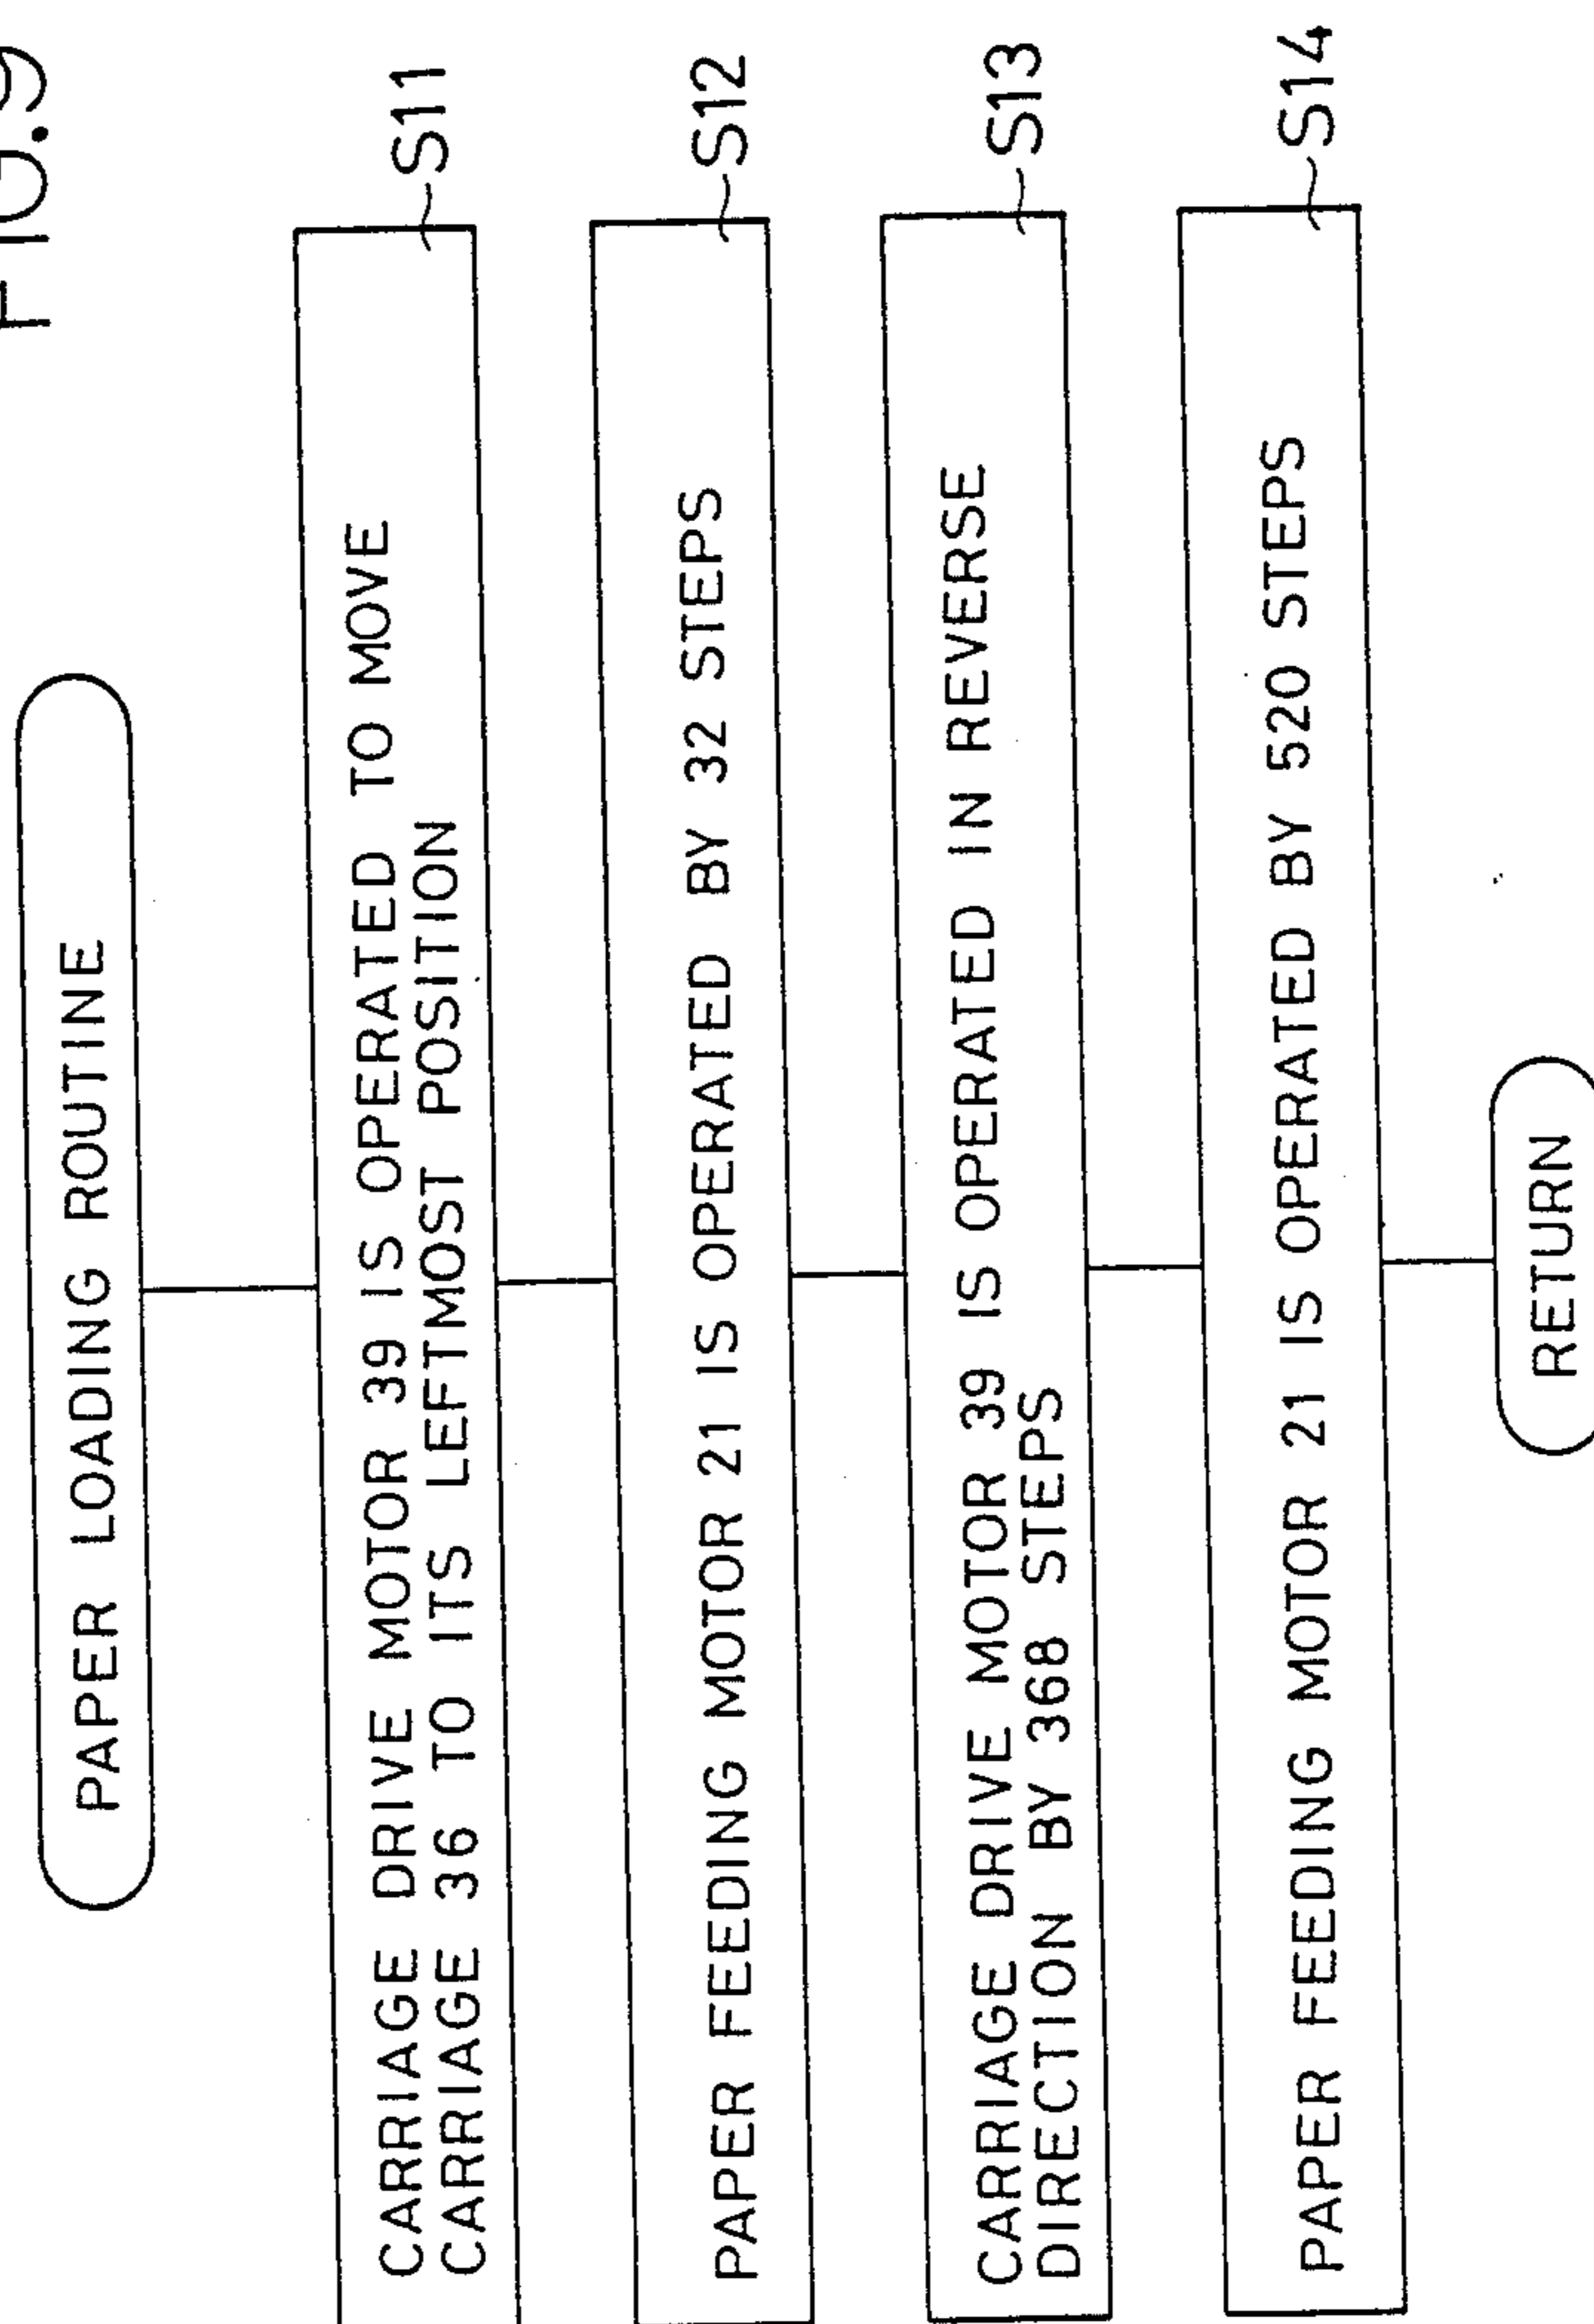 FIG.9
PAPER LOADING ROUTINE
CARRIAGE DRIVE MOTOR 39 IS OPERATED TO MOVE
CARRIAGE 36 TO ITS LEFTMOST POSITION
S11
PAPER FEEDING MOTOR 21 IS OPERATED BY 32 STEPS
S12
CARRIAGE DRIVE MOTOR 39 IS OPERATED IN REVERSE
DIRECTION BY 368 STEPS
S13
PAPER FEEDING MOTOR 21 IS OPERATED BY 520 STEPS
S14
RETURN